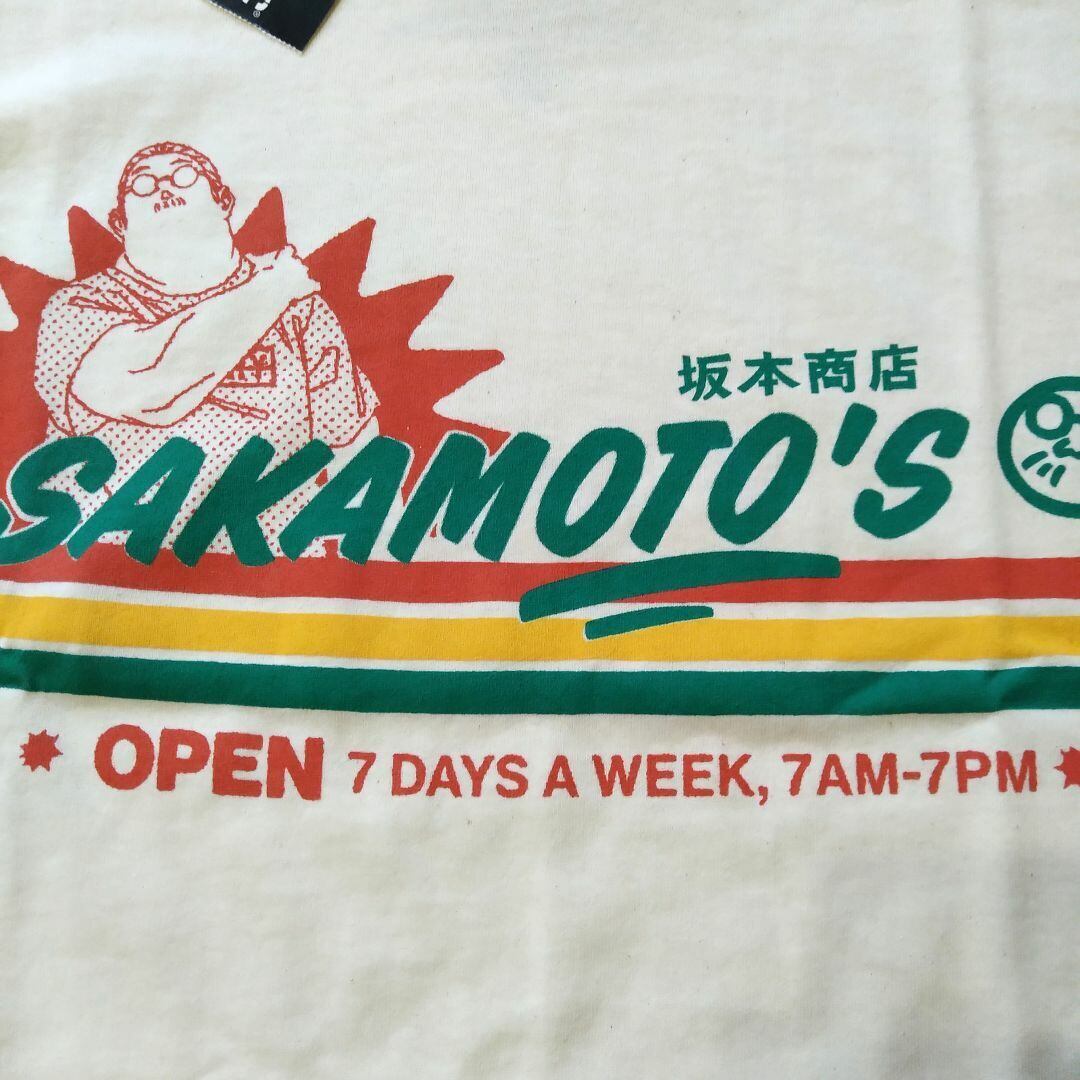 坂本商店
SAKAMOTO'S
OPEN 7 DAYS A WEEK, 7AM-7PM